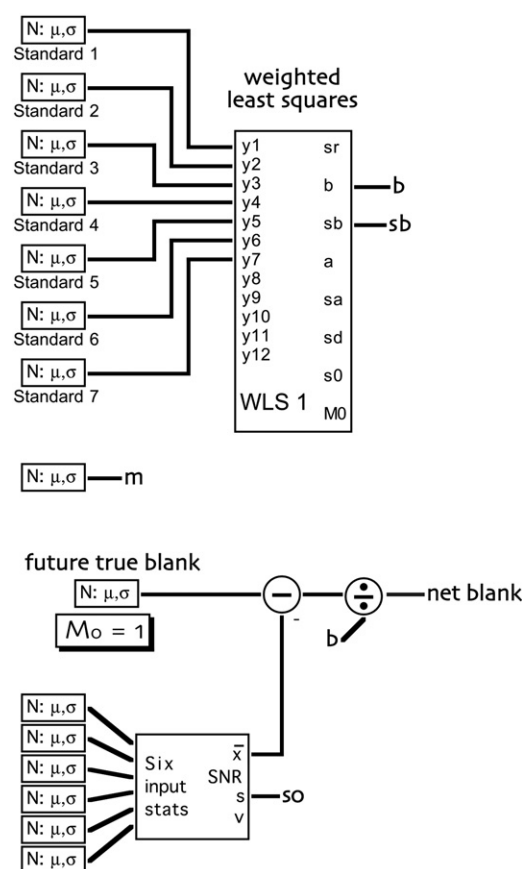 N: μ,σ
Standard 1
N: μ,σ
Standard 2
N: μ,σ
Standard 3
N: μ,σ
Standard 4
N: μ,σ
Standard 5
N: μ,σ
Standard 6
N: μ,σ
Standard 7
weighted
least squares
y1
y2
y3
y4
y5
y6
y7
y8
y9
y10
y11
y12
WLS 1
sr
b
sb
a
sa
sd
s0
M0
b
sb
N: μ,σ
m
future true blank
N: μ,σ
Mo = 1
−
-
÷
b
net blank
N: μ,σ
N: μ,σ
N: μ,σ
N: μ,σ
N: μ,σ
N: μ,σ
Six
input
stats
x̄
SNR
s
v
so